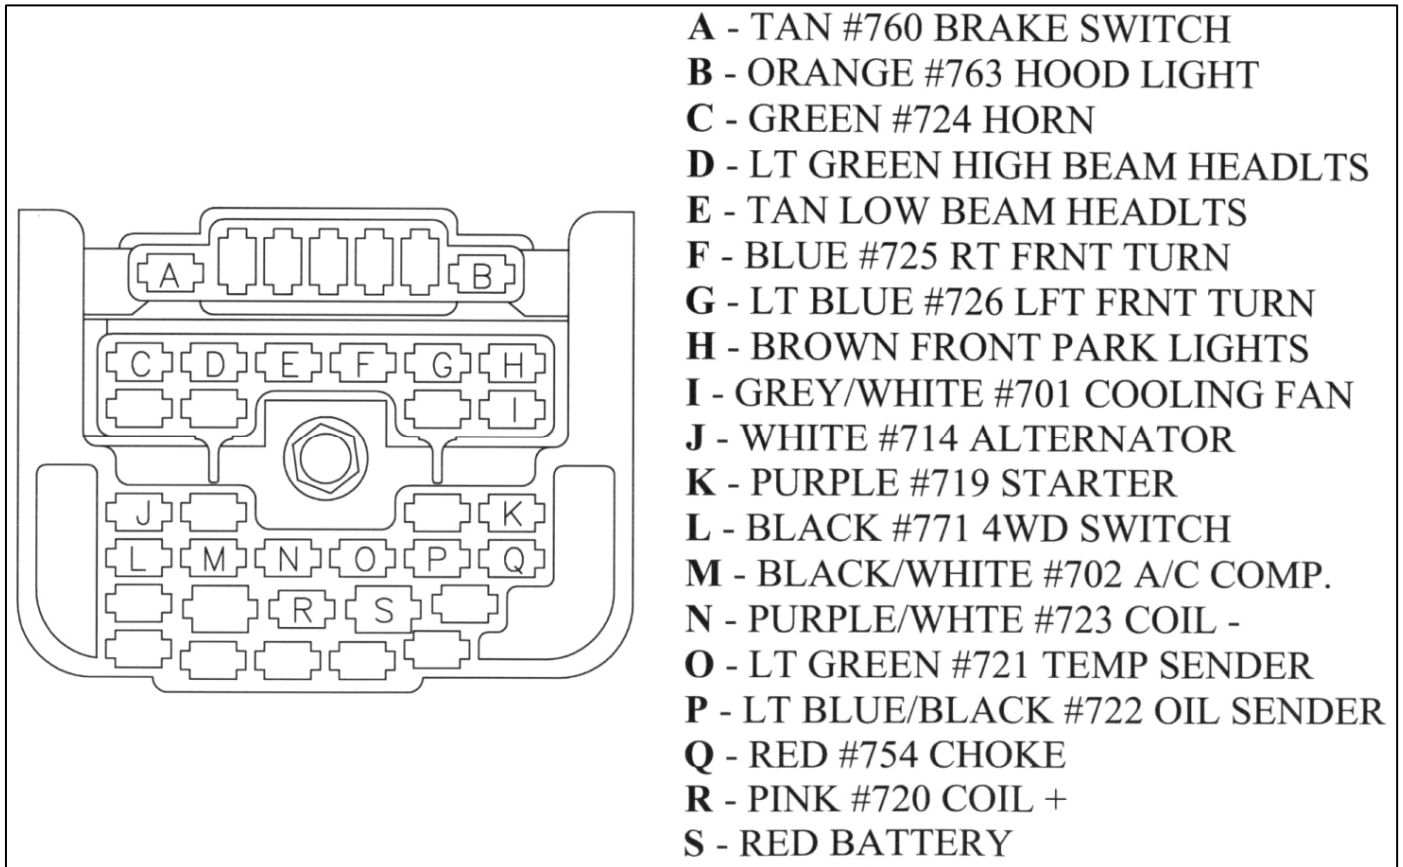 A - TAN #760 BRAKE SWITCH
B - ORANGE #763 HOOD LIGHT
C - GREEN #724 HORN
D - LT GREEN HIGH BEAM HEADLTS
E - TAN LOW BEAM HEADLTS
F - BLUE #725 RT FRNT TURN
G - LT BLUE #726 LFT FRNT TURN
H - BROWN FRONT PARK LIGHTS
I - GREY/WHITE #701 COOLING FAN
J - WHITE #714 ALTERNATOR
K - PURPLE #719 STARTER
L - BLACK #771 4WD SWITCH
M - BLACK/WHITE #702 A/C COMP.
N - PURPLE/WHTE #723 COIL -
O - LT GREEN #721 TEMP SENDER
P - LT BLUE/BLACK #722 OIL SENDER
Q - RED #754 CHOKE
R - PINK #720 COIL +
S - RED BATTERY
A B
C D E F G H
I
J K
L M N O P Q
R S